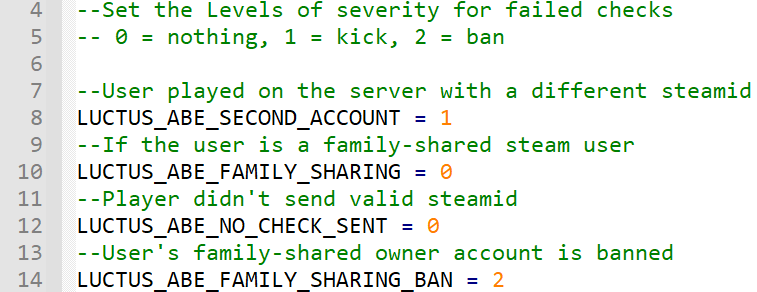 4 --Set the Levels of severity for failed checks
5 -- 0 = nothing, 1 = kick, 2 = ban
6
7 --User played on the server with a different steamid
8 LUCTUS_ABE_SECOND_ACCOUNT = 1
9 --If the user is a family-shared steam user
10 LUCTUS_ABE_FAMILY_SHARING = 0
11 --Player didn't send valid steamid
12 LUCTUS_ABE_NO_CHECK_SENT = 0
13 --User's family-shared owner account is banned
14 LUCTUS_ABE_FAMILY_SHARING_BAN = 2